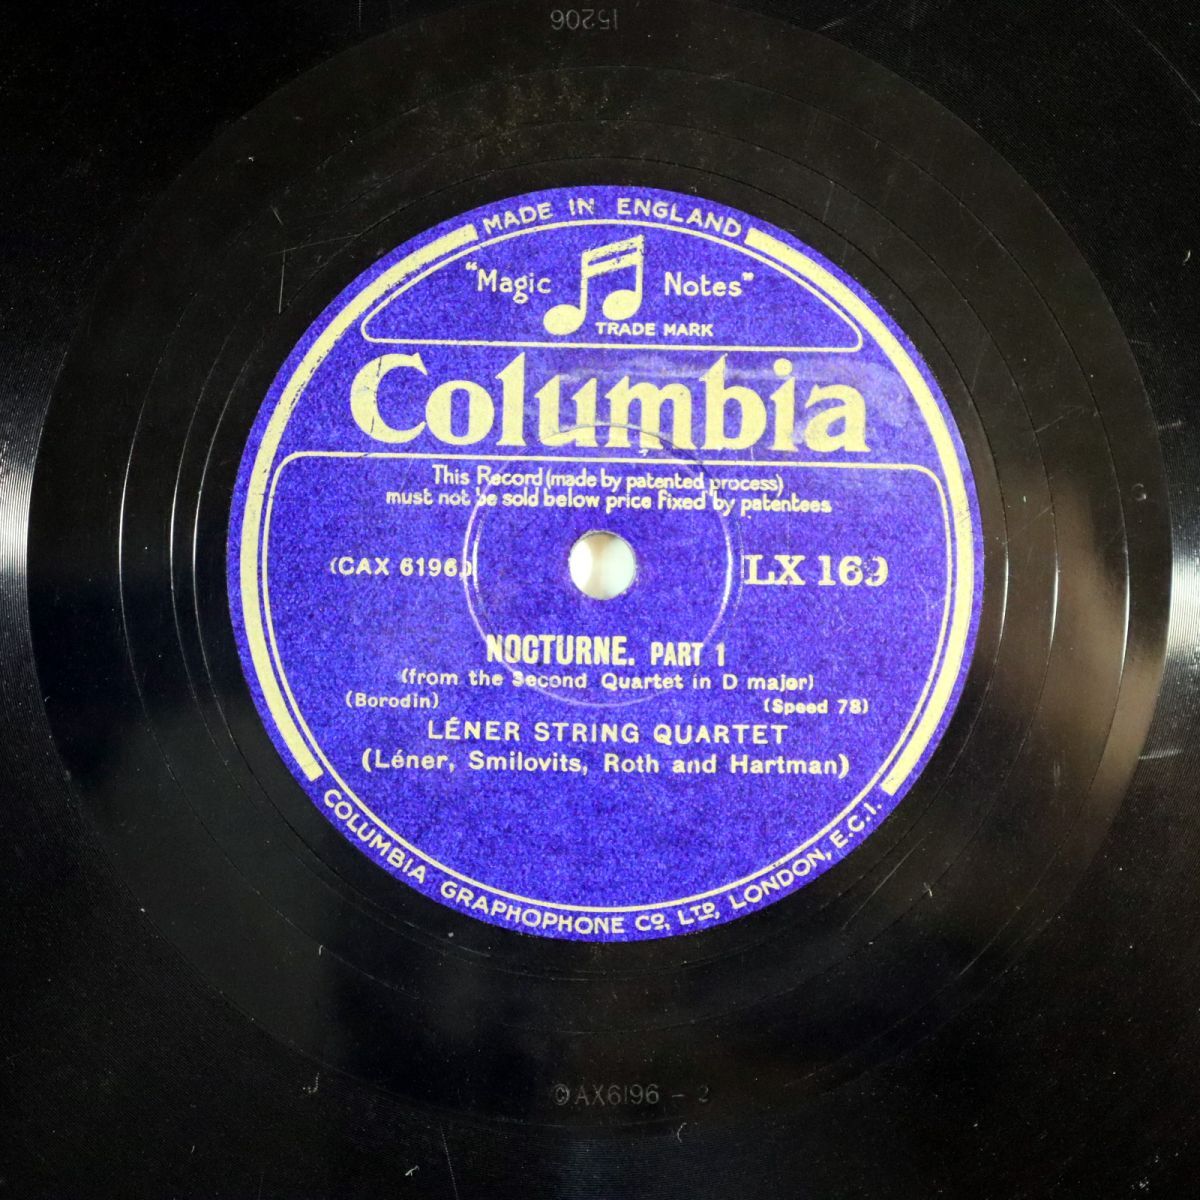 15206
MADE IN ENGLAND
"Magic Notes"
TRADE MARK
Columbia
This Record (made by patented process)
must not be sold below price fixed by patentees
(CAX 6196) LX 169
NOCTURNE. PART 1
(from the Second Quartet in D major)
(Borodin) (Speed 78)
LÉNER STRING QUARTET
(Léner, Smilovits, Roth and Hartman)
COLUMBIA GRAPHOPHONE CO, LTD, LONDON, E.C.1.
CAX6196 - 2